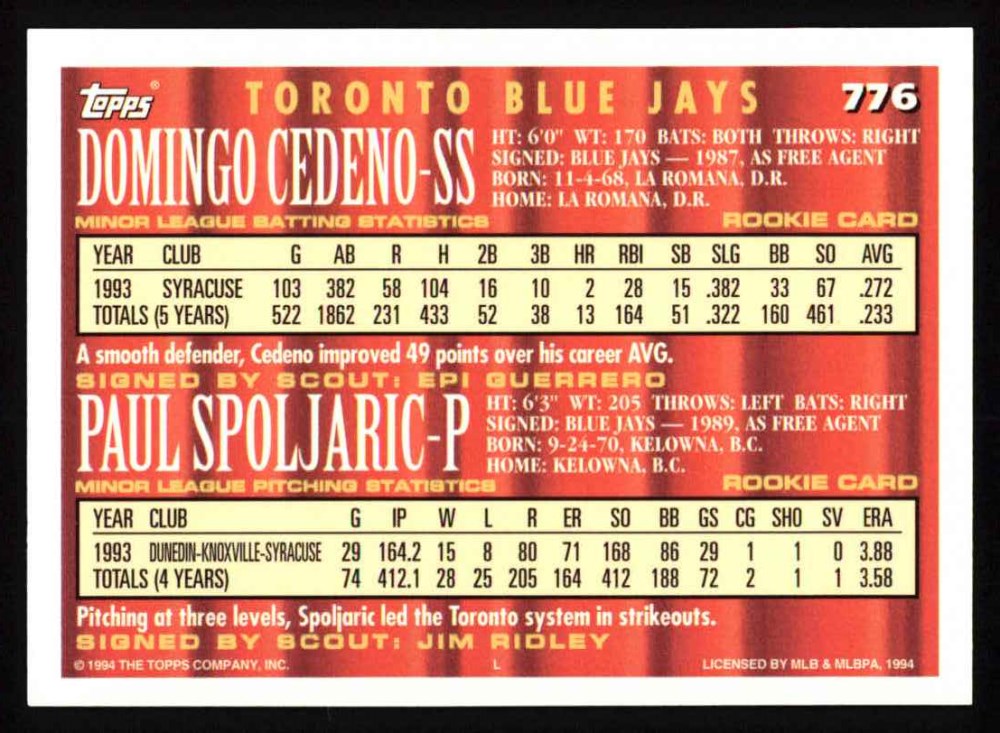 Topps® TORONTO BLUE JAYS 776
DOMINGO CEDENO-SS
HT: 6'0" WT: 170 BATS: BOTH THROWS: RIGHT
SIGNED: BLUE JAYS — 1987, AS FREE AGENT
BORN: 11-4-68, LA ROMANA, D.R.
HOME: LA ROMANA, D.R.
MINOR LEAGUE BATTING STATISTICS ROOKIE CARD
YEAR CLUB G AB R H 2B 3B HR RBI SB SLG BB SO AVG
1993 SYRACUSE 103 382 58 104 16 10 2 28 15 .382 33 67 .272
TOTALS (5 YEARS) 522 1862 231 433 52 38 13 164 51 .322 160 461 .233
A smooth defender, Cedeno improved 49 points over his career AVG.
SIGNED BY SCOUT: EPI GUERRERO
PAUL SPOLJARIC-P
HT: 6'3" WT: 205 THROWS: LEFT BATS: RIGHT
SIGNED: BLUE JAYS — 1989, AS FREE AGENT
BORN: 9-24-70, KELOWNA, B.C.
HOME: KELOWNA, B.C.
MINOR LEAGUE PITCHING STATISTICS ROOKIE CARD
YEAR CLUB G IP W L R ER SO BB GS CG SHO SV ERA
1993 DUNEDIN-KNOXVILLE-SYRACUSE 29 164.2 15 8 80 71 168 86 29 1 1 0 3.88
TOTALS (4 YEARS) 74 412.1 28 25 205 164 412 188 72 2 1 1 3.58
Pitching at three levels, Spoljaric led the Toronto system in strikeouts.
SIGNED BY SCOUT: JIM RIDLEY
© 1994 THE TOPPS COMPANY, INC. L LICENSED BY MLB & MLBPA, 1994